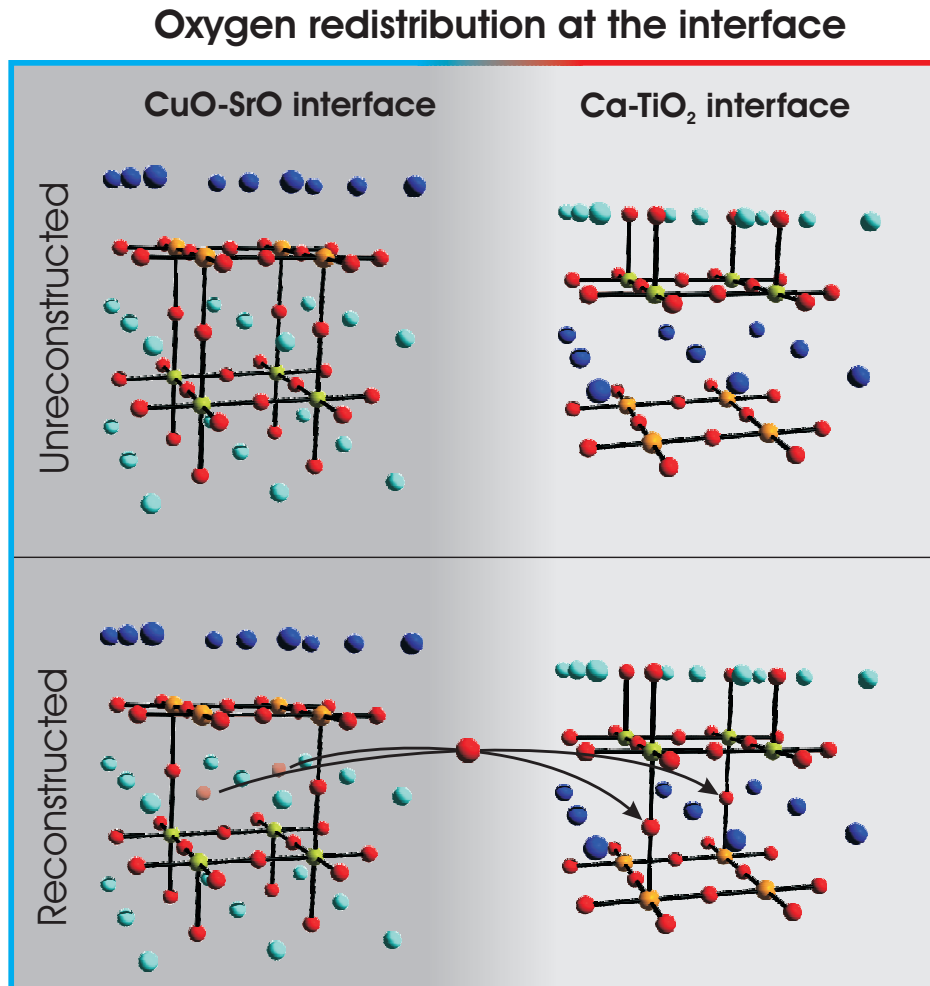 Oxygen redistribution at the interface
CuO-SrO interface
Ca-TiO₂ interface
Unreconstructed
Reconstructed